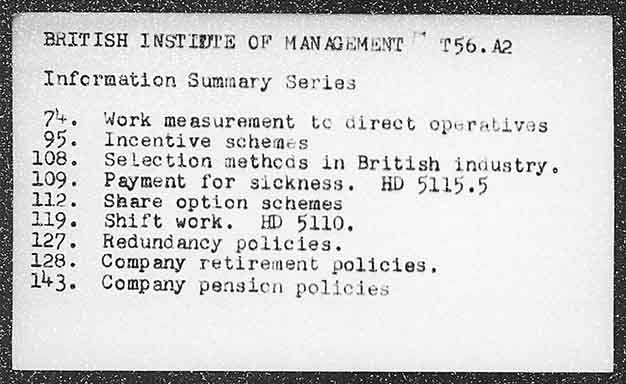 BRITISH INSTITUTE OF MANAGEMENT T56.A2
Information Summary Series
74. Work measurement to direct operatives
95. Incentive schemes
108. Selection methods in British industry.
109. Payment for sickness. HD 5115.5
112. Share option schemes
119. Shift work. HD 5110.
127. Redundancy policies.
128. Company retirement policies.
143. Company pension policies